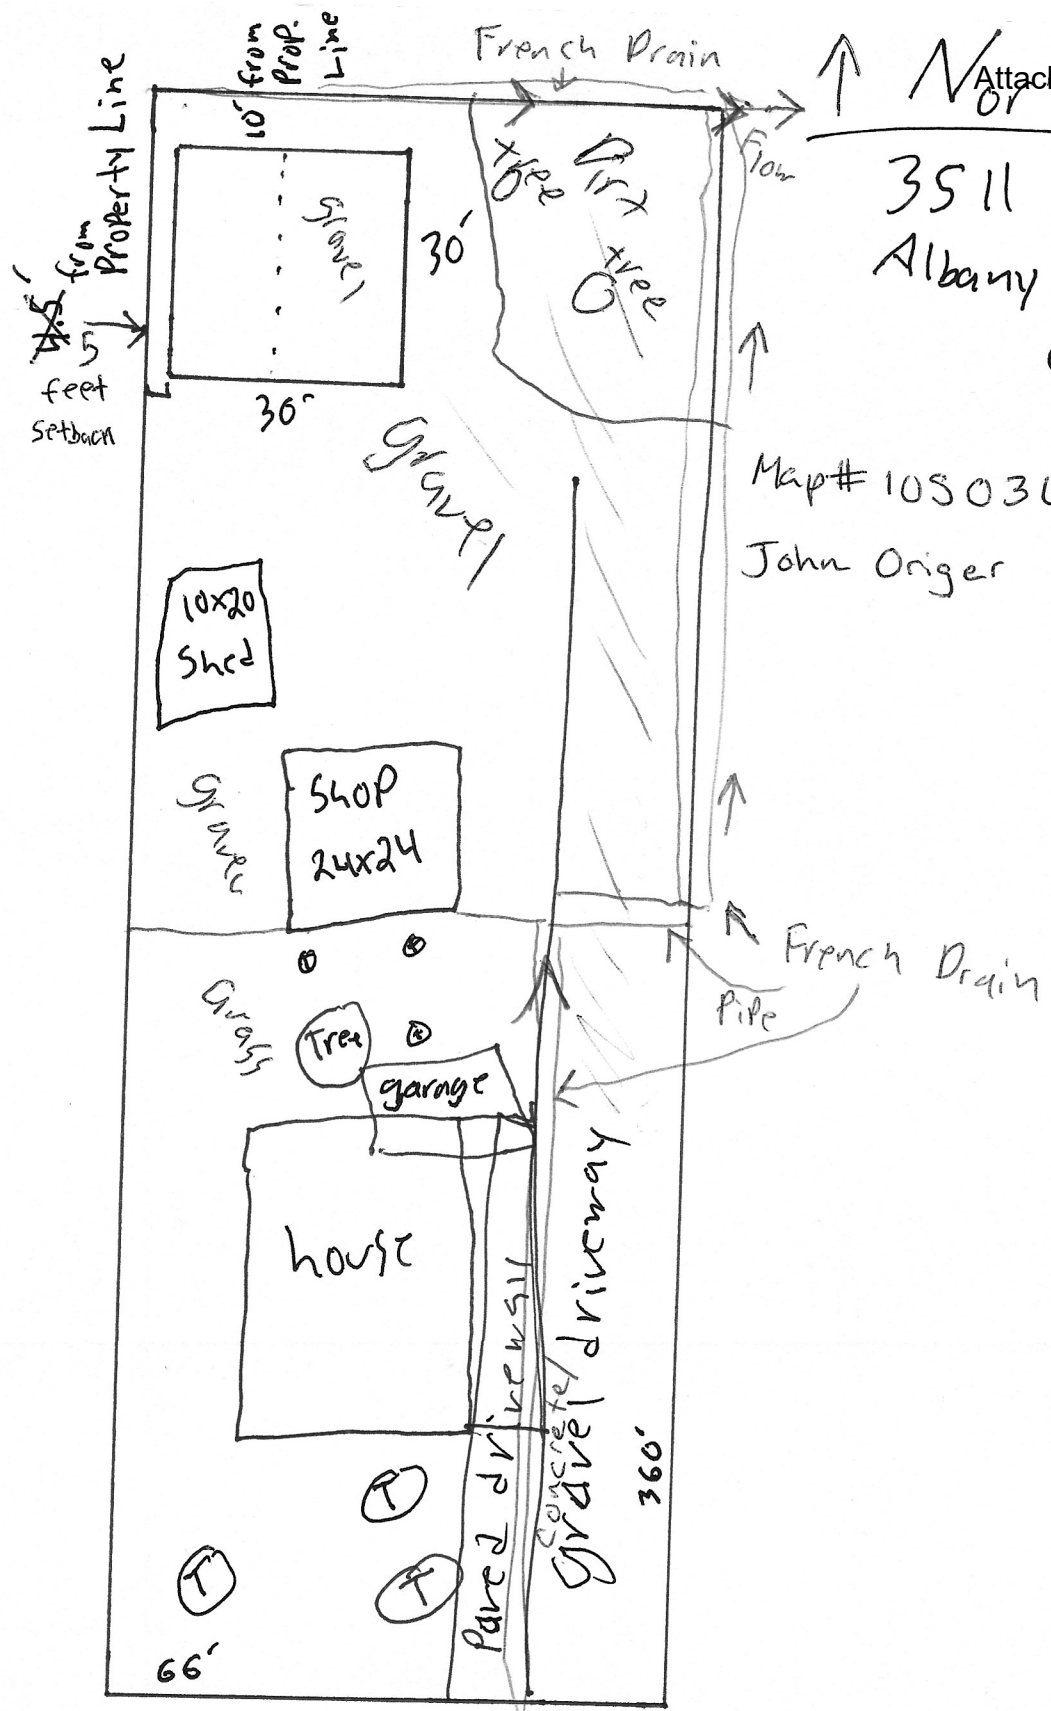 French Drain
10' from
Prop.
Line
Attac
Nor
Flow
3511
Albany
5
from
Property Line
feet
setback
Gravel
30'
30'
tree
Dirt
tree
Gravel
Map# 10S03
John Origer
10x20
Shed
Shop
24x24
Gravel
French Drain
Pipe
Grass
Tree
garage
house
Paved driveway
concrete/
gravel driveway
360'
T
T
T
66'